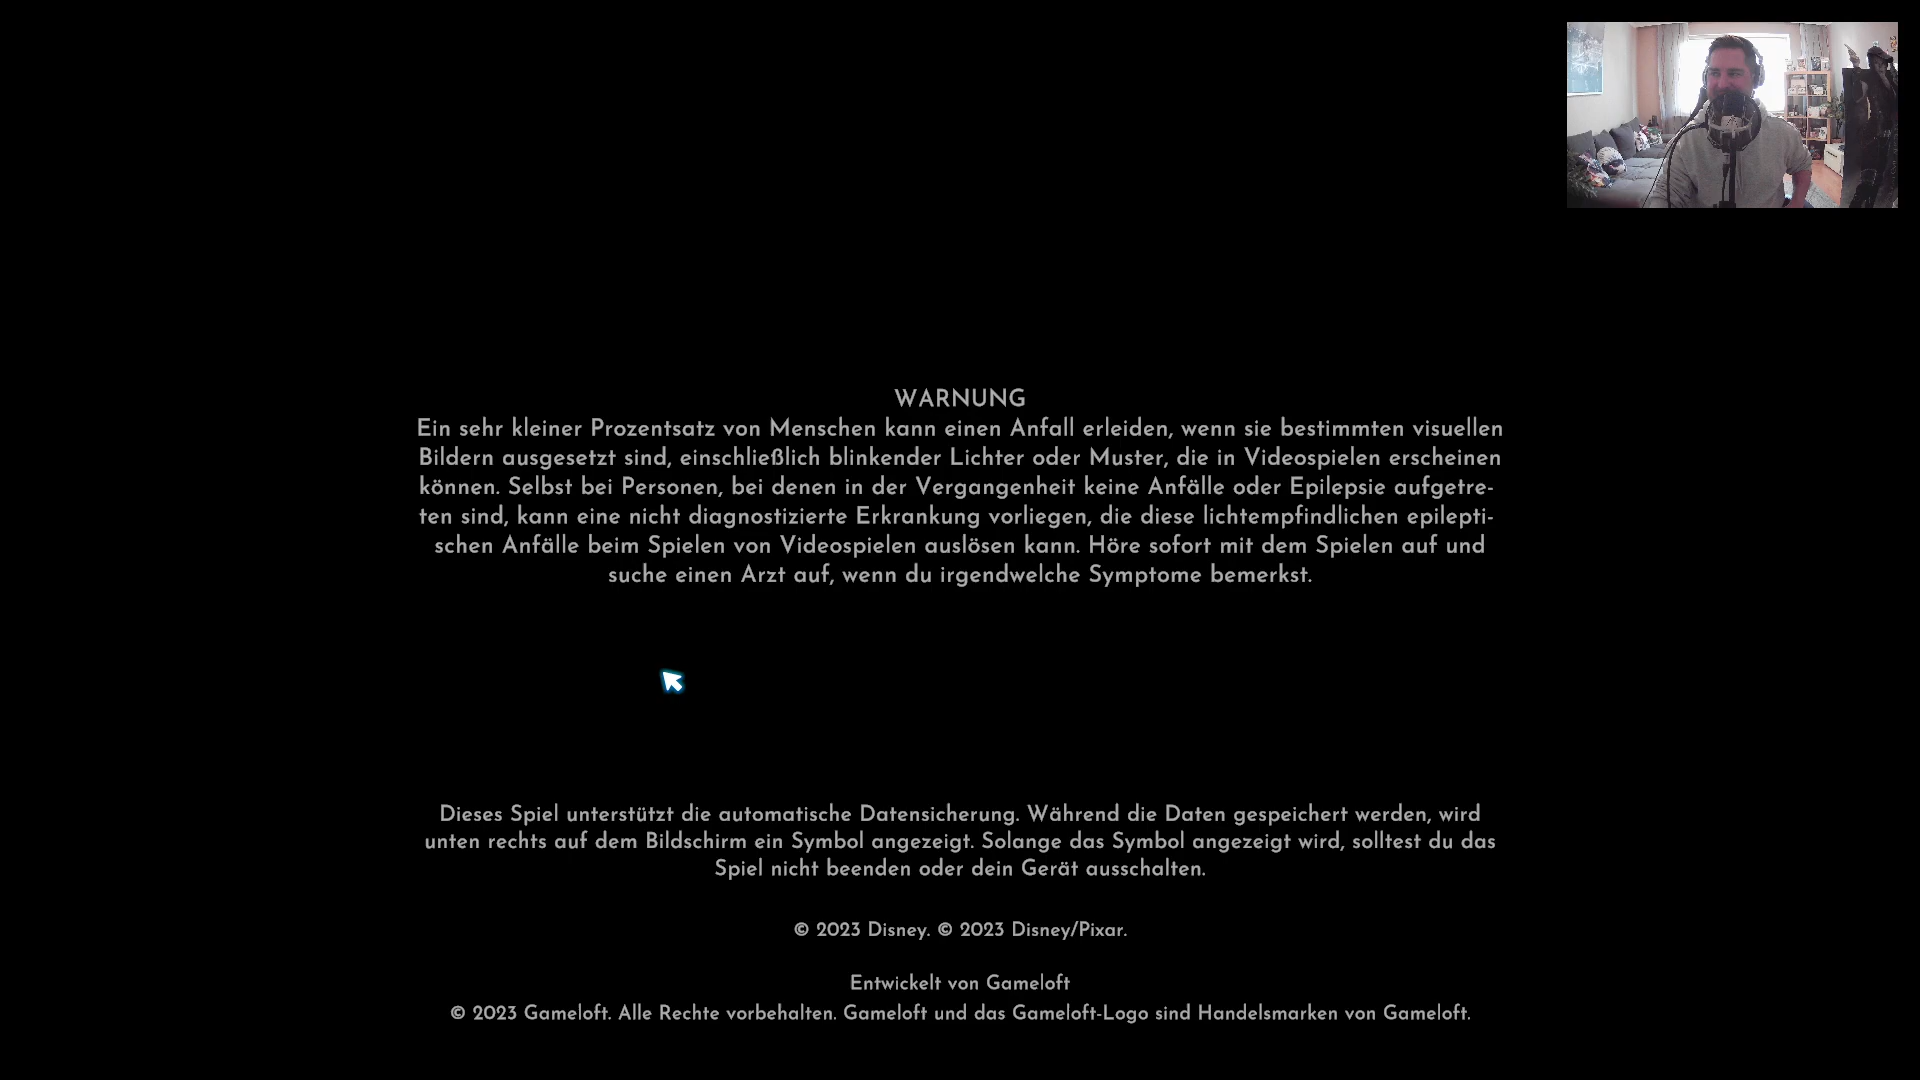 WARNUNG
Ein sehr kleiner Prozentsatz von Menschen kann einen Anfall erleiden, wenn sie bestimmten visuellen
Bildern ausgesetzt sind, einschließlich blinkender Lichter oder Muster, die in Videospielen erscheinen
können. Selbst bei Personen, bei denen in der Vergangenheit keine Anfälle oder Epilepsie aufgetre-
ten sind, kann eine nicht diagnostizierte Erkrankung vorliegen, die diese lichtempfindlichen epilepti-
schen Anfälle beim Spielen von Videospielen auslösen kann. Höre sofort mit dem Spielen auf und
suche einen Arzt auf, wenn du irgendwelche Symptome bemerkst.
Dieses Spiel unterstützt die automatische Datensicherung. Während die Daten gespeichert werden, wird
unten rechts auf dem Bildschirm ein Symbol angezeigt. Solange das Symbol angezeigt wird, solltest du das
Spiel nicht beenden oder dein Gerät ausschalten.
© 2023 Disney. © 2023 Disney/Pixar.
Entwickelt von Gameloft
© 2023 Gameloft. Alle Rechte vorbehalten. Gameloft und das Gameloft-Logo sind Handelsmarken von Gameloft.